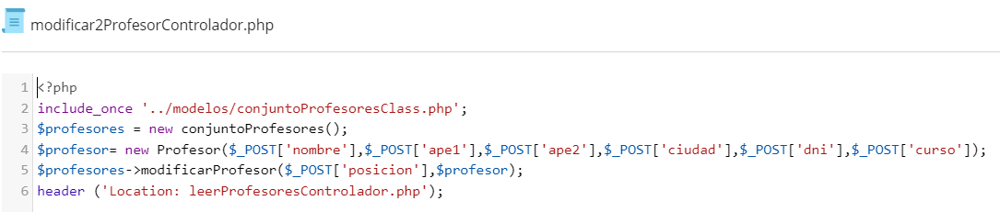 modificar2ProfesorControlador.php
1 <?php
2 include_once '../modelos/conjuntoProfesoresClass.php';
3 $profesores = new conjuntoProfesores();
4 $profesor= new Profesor($_POST['nombre'],$_POST['ape1'],$_POST['ape2'],$_POST['ciudad'],$_POST['dni'],$_POST['curso']);
5 $profesores->modificarProfesor($_POST['posicion'],$profesor);
6 header ('Location: leerProfesoresControlador.php');